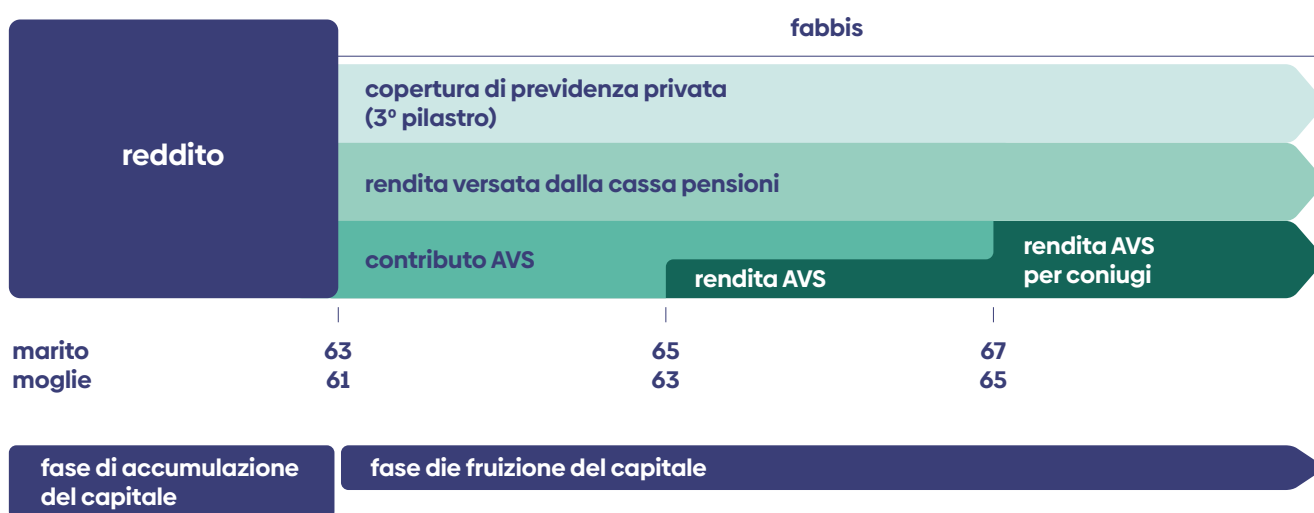 fabbis
reddito
copertura di previdenza privata
(3º pilastro)
rendita versata dalla cassa pensioni
contributo AVS
rendita AVS
rendita AVS
per coniugi
marito 63 65 67
moglie 61 63 65
fase di accumulazione
del capitale
fase die fruizione del capitale